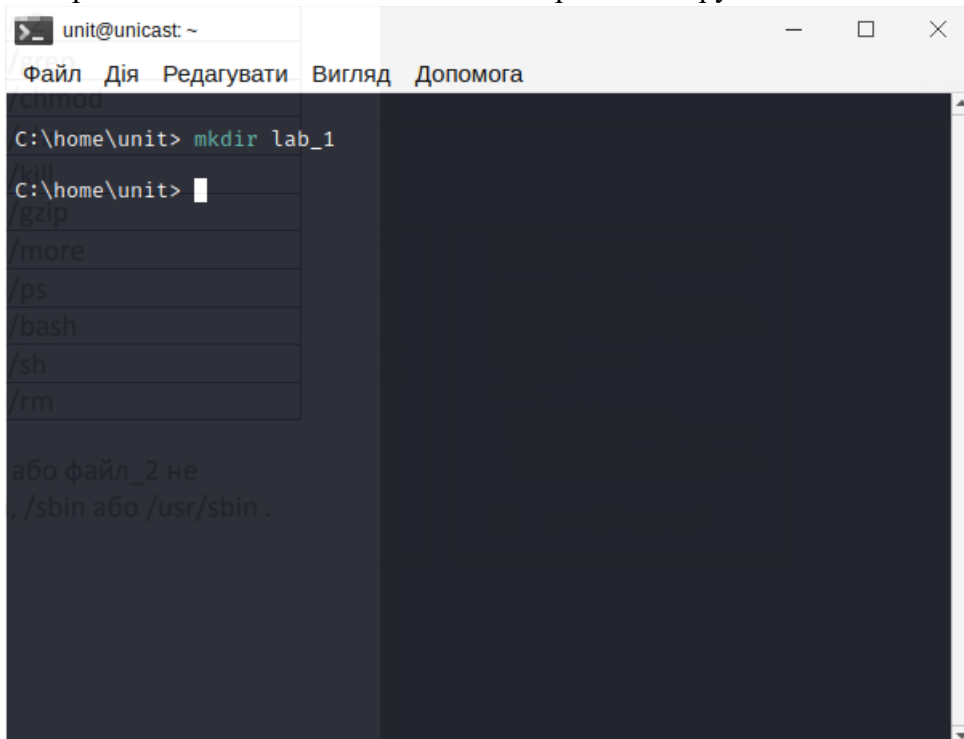 unit@unicast: ~
Файл Дія Редагувати Вигляд Допомога
/chmod
C:\home\unit> mkdir lab_1
/kill
C:\home\unit>
/gzip
/more
/ps
/bash
/sh
/rm
або файл_2 не
, /sbin або /usr/sbin .